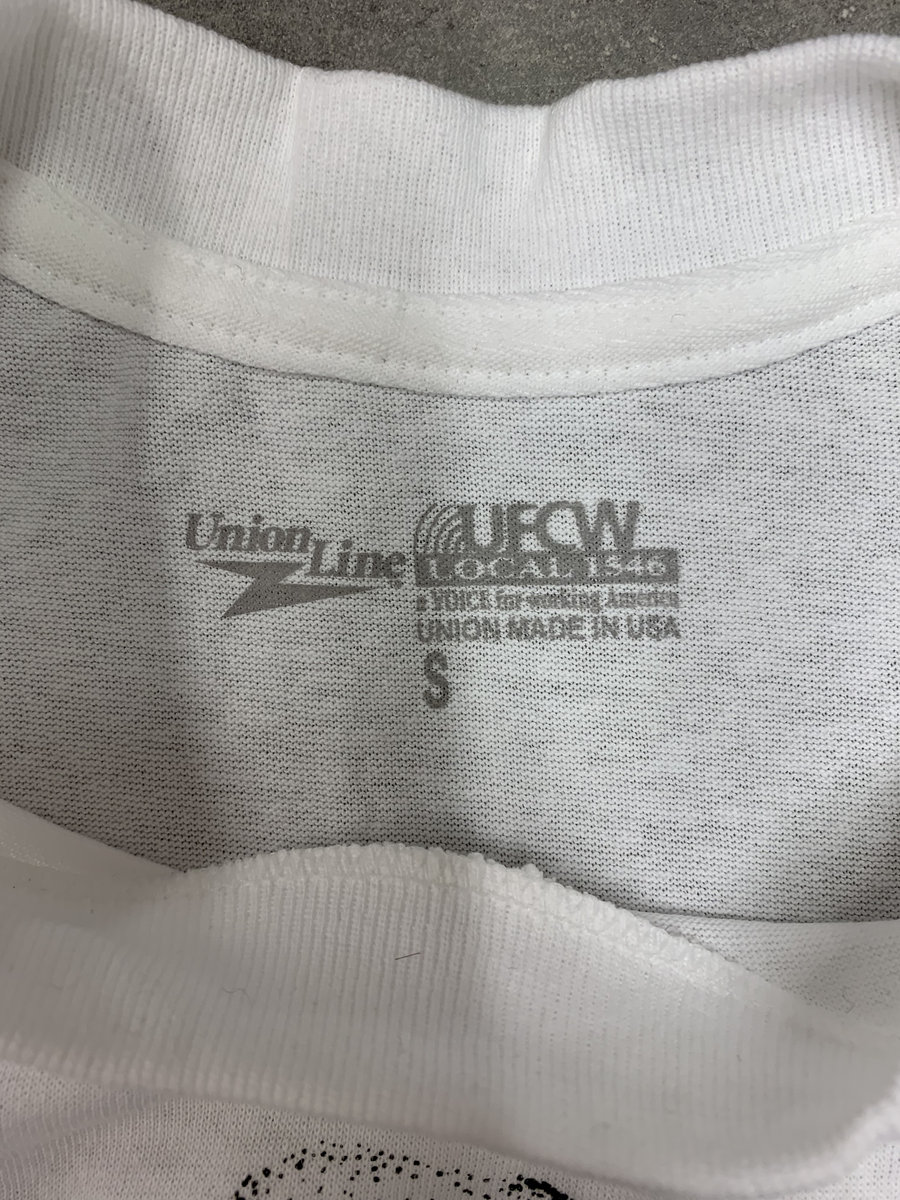 Union Line
UFCW
LOCAL 1546
a VOICE for working America
UNION MADE IN USA
S